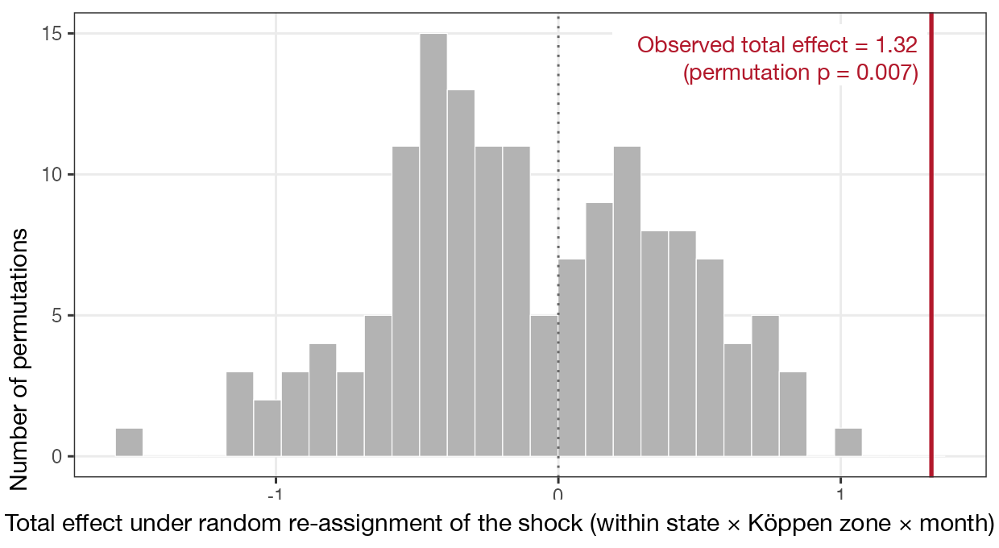 15
10
5
0
Number of permutations
Observed total effect = 1.32
(permutation p = 0.007)
-1
0
1
Total effect under random re-assignment of the shock (within state × Köppen zone × month)